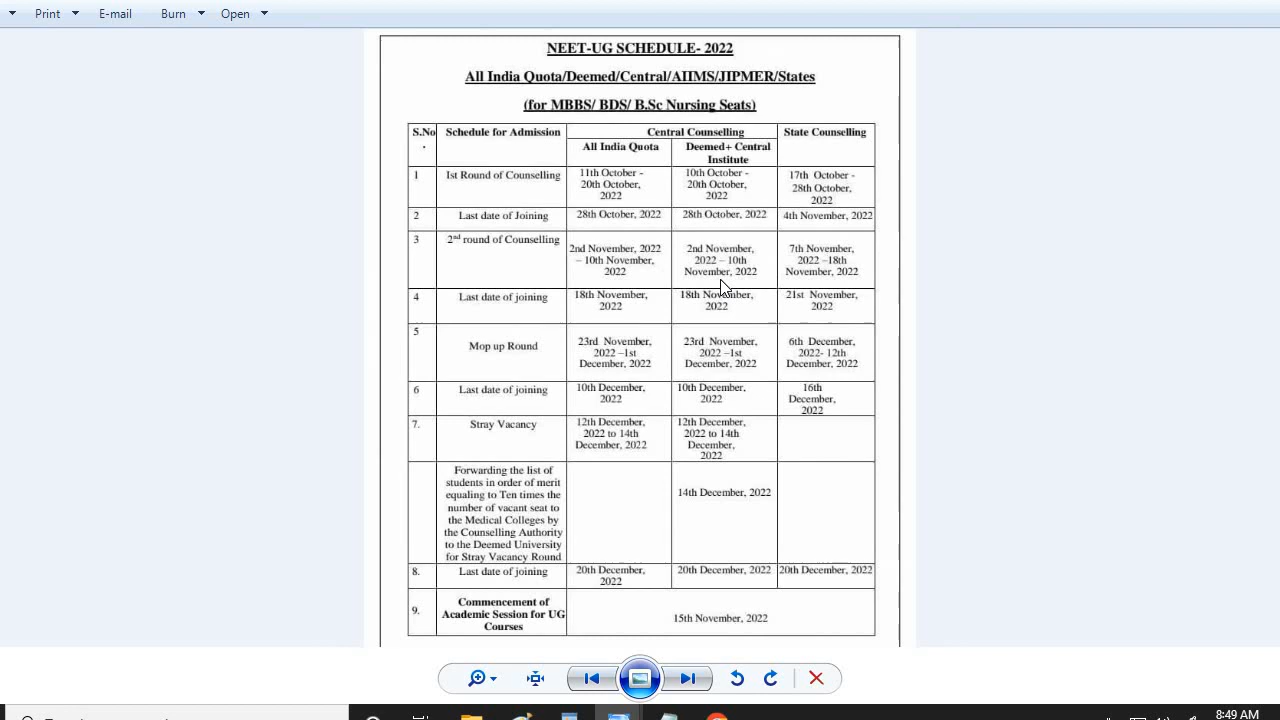 Print E-mail Burn Open
NEET-UG SCHEDULE- 2022
All India Quota/Deemed/Central/AIIMS/JIPMER/States
(for MBBS/ BDS/ B.Sc Nursing Seats)
S.No
.
Schedule for Admission
Central Counselling
State Counselling
All India Quota
Deemed+ Central
Institute
1
Ist Round of Counselling
11th October -
20th October,
2022
10th October -
20th October,
2022
17th October -
28th October,
2022
2
Last date of Joining
28th October, 2022
28th October, 2022
4th November, 2022
3
2nd round of Counselling
2nd November, 2022
– 10th November,
2022
2nd November,
2022 – 10th
November, 2022
7th November,
2022 –18th
November, 2022
4
Last date of joining
18th November,
2022
18th November,
2022
21st November,
2022
5
Mop up Round
23rd November,
2022 –1st
December, 2022
23rd November,
2022 –1st
December, 2022
6th December,
2022- 12th
December, 2022
6
Last date of joining
10th December,
2022
10th December,
2022
16th
December,
2022
7.
Stray Vacancy
12th December,
2022 to 14th
December, 2022
12th December,
2022 to 14th
December,
2022
Forwarding the list of
students in order of merit
equaling to Ten times the
number of vacant seat to
the Medical Colleges by
the Counselling Authority
to the Deemed University
for Stray Vacancy Round
14th December, 2022
8.
Last date of joining
20th December,
2022
20th December, 2022
20th December, 2022
9.
Commencement of
Academic Session for UG
Courses
15th November, 2022
8:49 AM